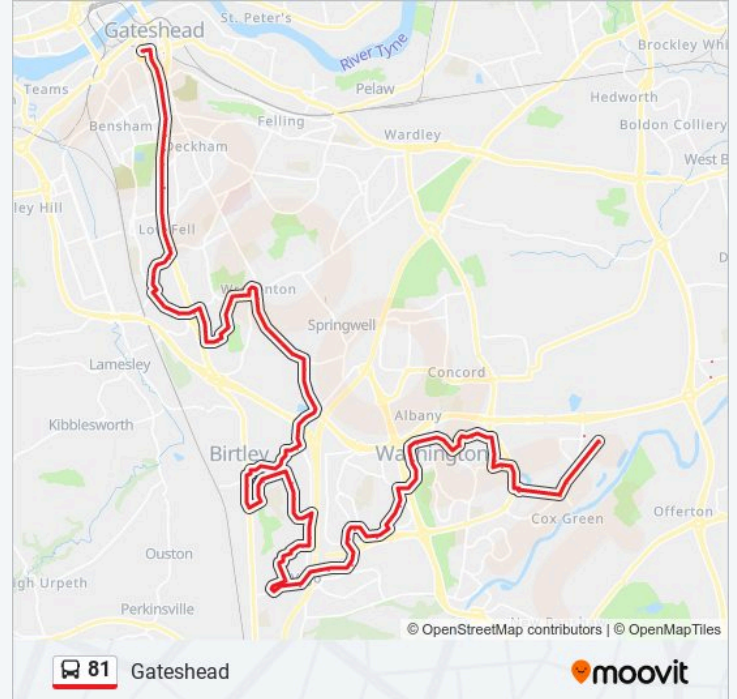 St. Peter's
Gateshead
Brockley Whi
River Tyne
Teams
Pelaw
Hedworth
Bensham
Felling
Boldon Colliery
Deckham
Wardley
West B
ley Hill
Low Fell
Springwell
Lamesley
Concord
Albany
Kibblesworth
Birtley
Washington
Offerton
Cox Green
Ouston
igh Urpeth
Perkinsville
© OpenStreetMap contributors | © OpenMapTiles
81 Gateshead
moovit